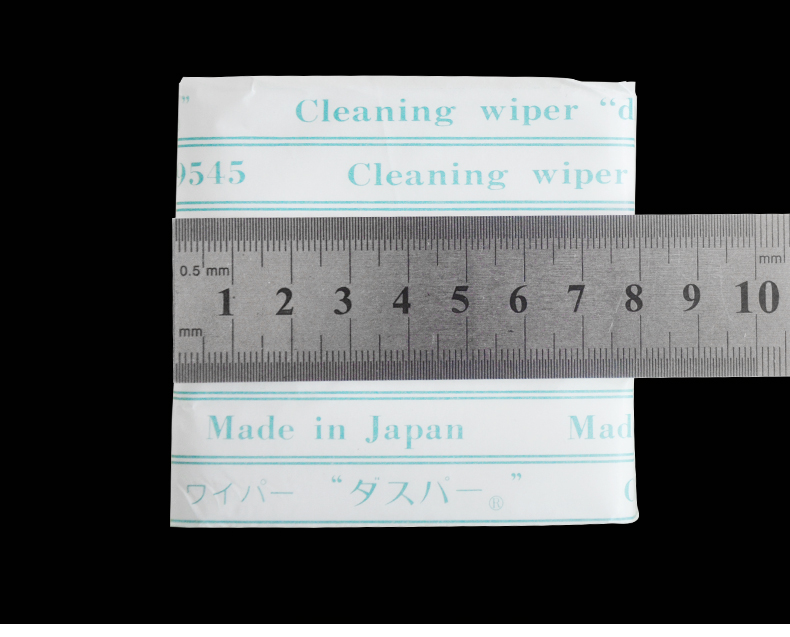 ” Cleaning wiper “d
9545 Cleaning wiper
0.5 mm mm
1 2 3 4 5 6 7 8 9 10
mm
Made in Japan Mad
ワイパー “ダスパー®”